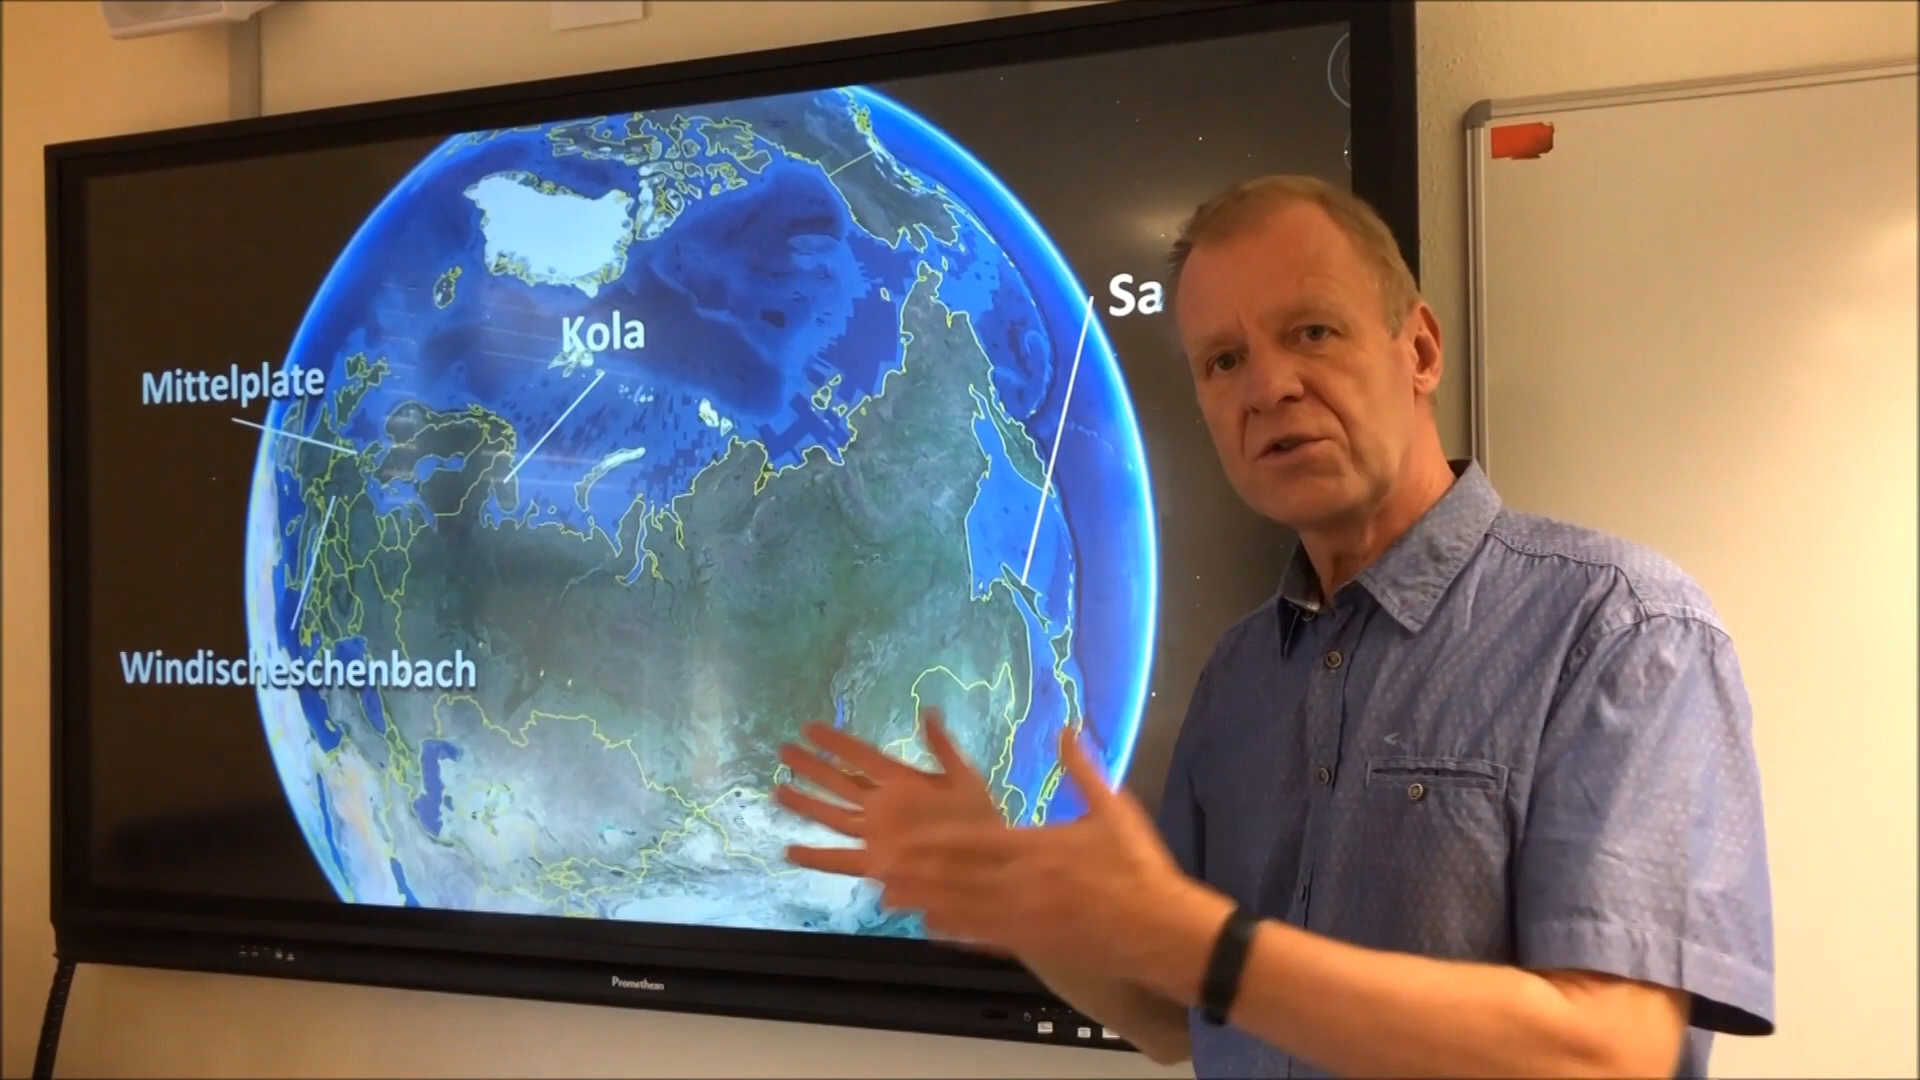 Sa
Kola
Mittelplate
Windischeschenbach
Promethean